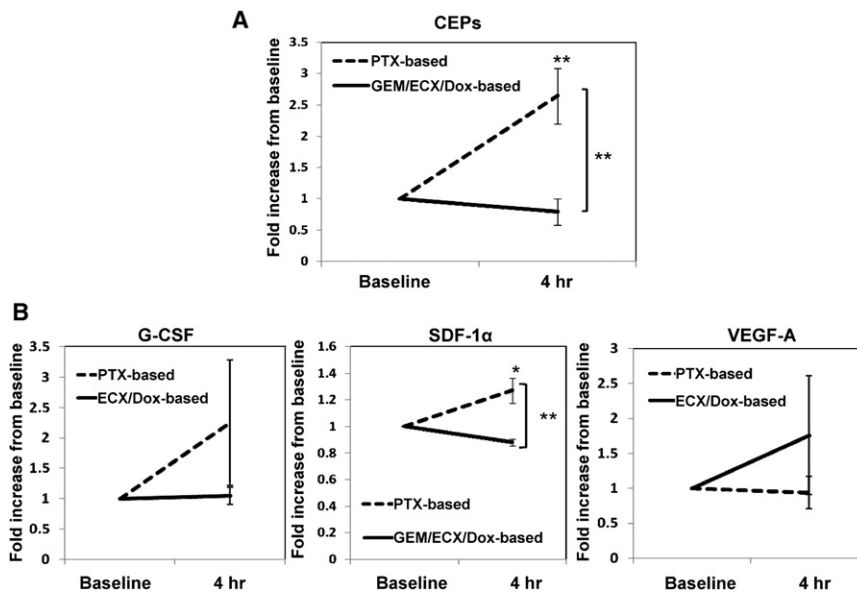 A
CEPs
Fold increase from baseline
3.5
3
2.5
2
1.5
1
0.5
0
PTX-based
GEM/ECX/Dox-based
**
**
Baseline 4 hr
B
G-CSF
Fold increase from baseline
3.5
3
2.5
2
1.5
1
0.5
0
PTX-based
ECX/Dox-based
Baseline 4 hr
SDF-1α
Fold increase from baseline
1.6
1.4
1.2
1
0.8
0.6
0.4
0.2
0
*
**
PTX-based
GEM/ECX/Dox-based
Baseline 4 hr
VEGF-A
Fold increase from baseline
3
2.5
2
1.5
1
0.5
0
PTX-based
ECX/Dox-based
Baseline 4 hr